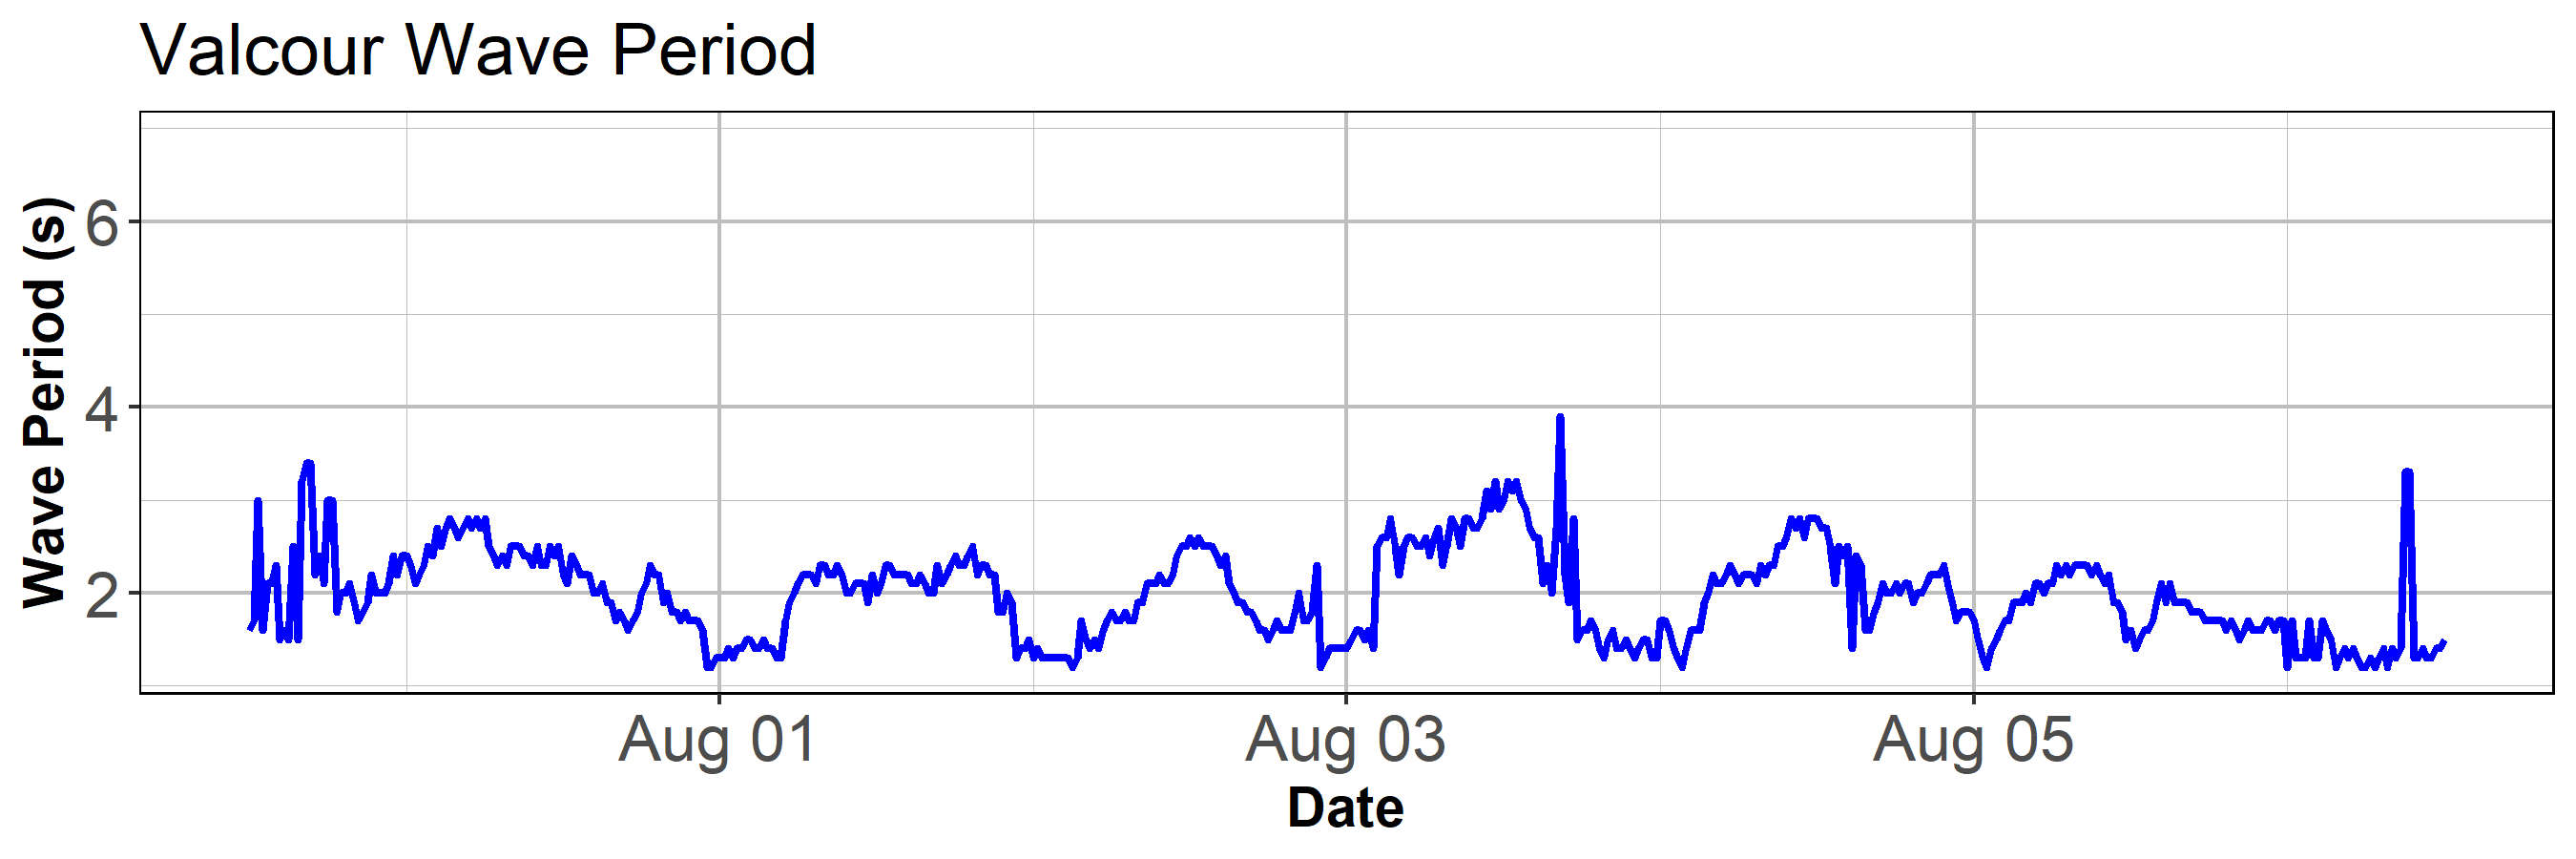 Valcour Wave Period
Wave Period (s)
6
4
2
Aug 01
Aug 03
Aug 05
Date